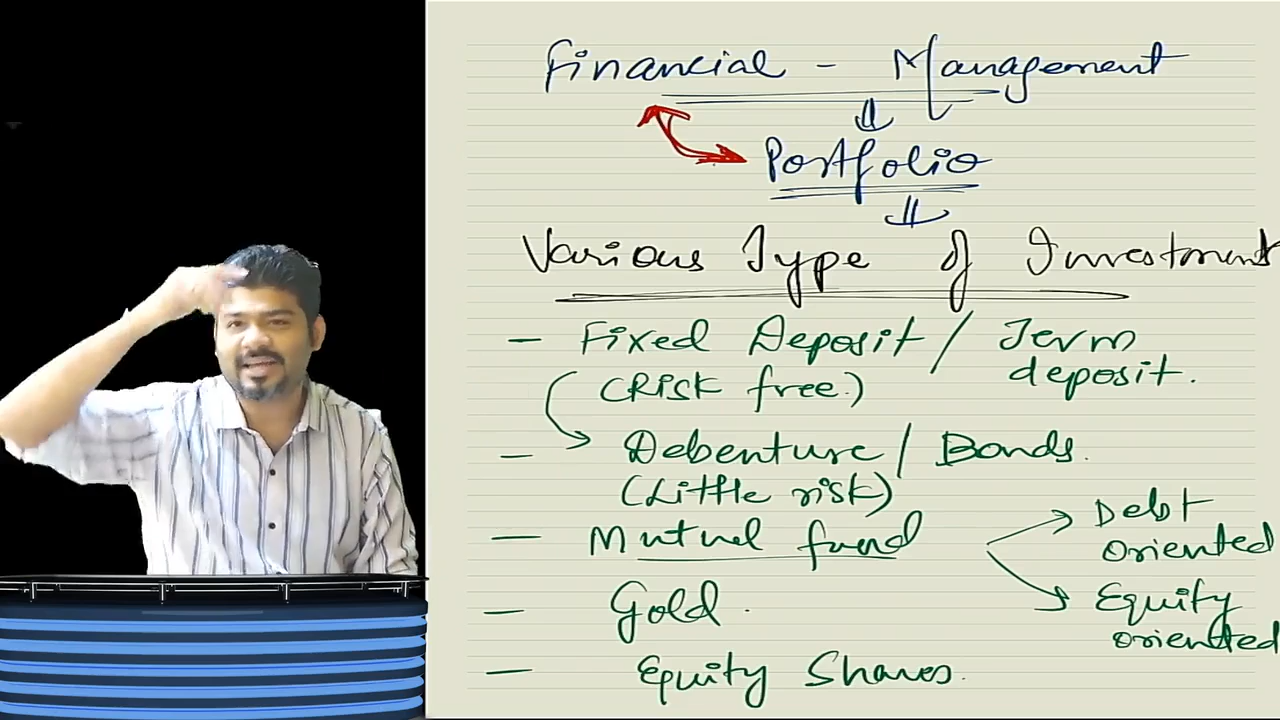 Financial - Management
Portfolio
Various Type of Investment
- Fixed Deposit / Term deposit.
(Risk free.)
- Debenture / Bonds.
(Little risk)
- Mutual fund
Debt oriented
Equity oriented
- Gold.
- Equity Shares.